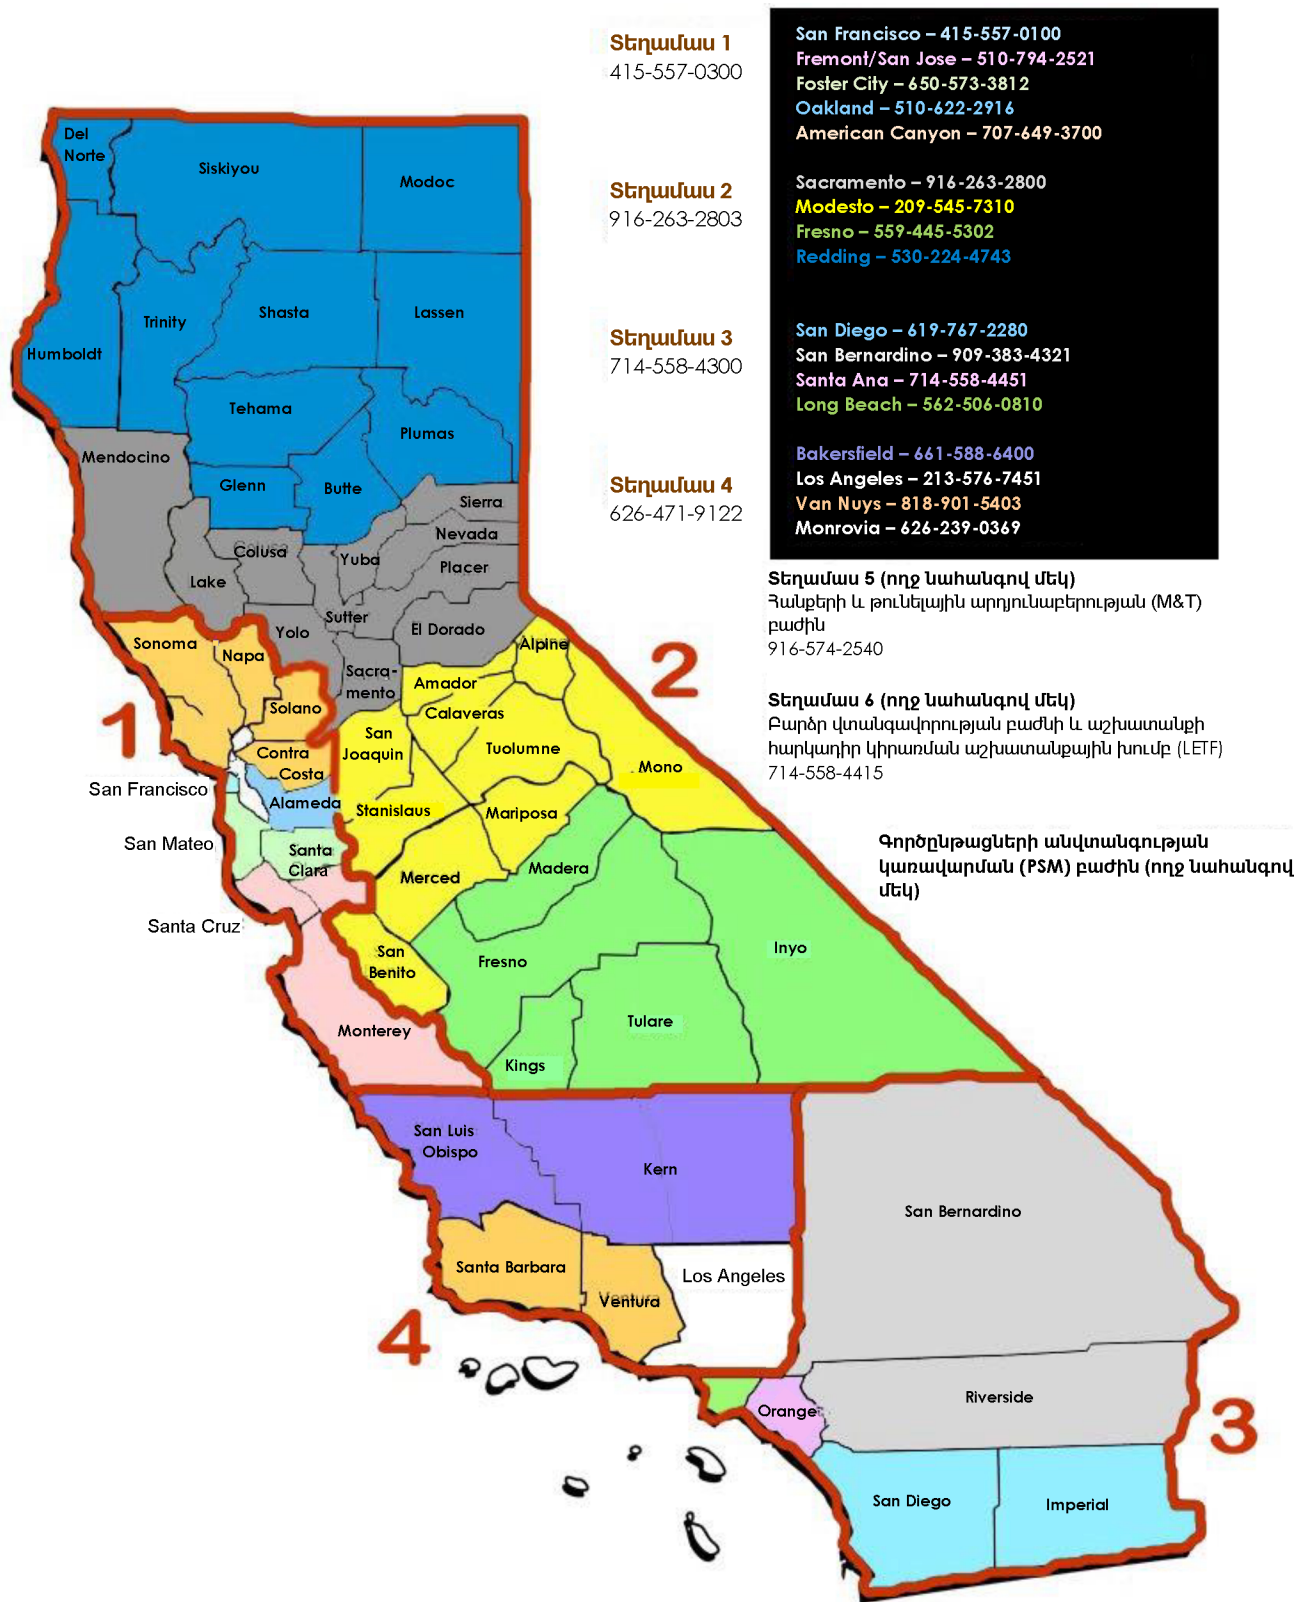 Տեղամաս 1
415-557-0300
San Francisco – 415-557-0100
Fremont/San Jose – 510-794-2521
Foster City – 650-573-3812
Oakland – 510-622-2916
American Canyon – 707-649-3700
Տեղամաս 2
916-263-2803
Sacramento – 916-263-2800
Modesto – 209-545-7310
Fresno – 559-445-5302
Redding – 530-224-4743
Տեղամաս 3
714-558-4300
San Diego – 619-767-2280
San Bernardino – 909-383-4321
Santa Ana – 714-558-4451
Long Beach – 562-506-0810
Տեղամաս 4
626-471-9122
Bakersfield – 661-588-6400
Los Angeles – 213-576-7451
Van Nuys – 818-901-5403
Monrovia – 626-239-0369
Տեղամաս 5 (ողջ նահանգով մեկ)
Հանքերի և թունելային արդյունաբերության (M&T)
բաժին
916-574-2540
Տեղամաս 6 (ողջ նահանգով մեկ)
Բարձր վտանգավորության բաժնի և աշխատանքի
հարկադիր կիրառման աշխատանքային խումբ (LETF)
714-558-4415
Գործընթացների անվտանգության
կառավարման (PSM) բաժին (ողջ նահանգով
մեկ)
Del
Norte
Siskiyou
Modoc
Humboldt
Trinity
Shasta
Lassen
Tehama
Plumas
Mendocino
Glenn
Butte
Sierra
Colusa
Nevada
Yuba
Placer
Lake
Sutter
Yolo
El Dorado
Sonoma
Napa
Alpine
Sacra-
mento
Amador
Solano
Calaveras
1
2
San
Joaquin
Tuolumne
Contra
Costa
Mono
San Francisco
Alameda
Stanislaus
Mariposa
San Mateo
Santa
Clara
Madera
Merced
Santa Cruz
San
Benito
Fresno
Inyo
Monterey
Tulare
Kings
San Luis
Obispo
Kern
San Bernardino
Santa Barbara
Ventura
Los Angeles
4
3
Orange
Riverside
San Diego
Imperial